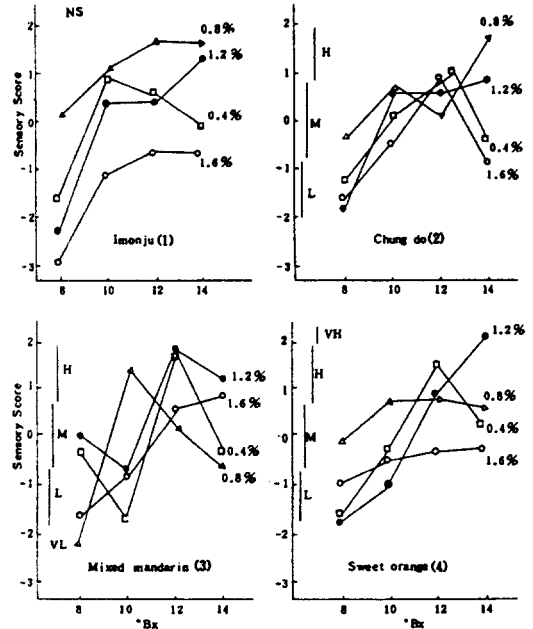 NS
0.8%
1.2%
0.4%
1.6%
Sensory Score
2
1
0
-1
-2
-3
8 10 12 14
Imonju (1)
0.8%
H
1.2%
M
0.4%
L
1.6%
2
1
0
-1
-2
-3
8 10 12 14
Chung do (2)
H
1.2%
1.6%
M
0.4%
L
0.8%
VL
Sensory Score
2
1
0
-1
-2
-3
8 10 12 14
°Bx
Mixed mandarin (3)
VH
1.2%
H
0.8%
M
0.4%
1.6%
L
2
1
0
-1
-2
-3
8 10 12 14
°Bx
Sweet orange (4)